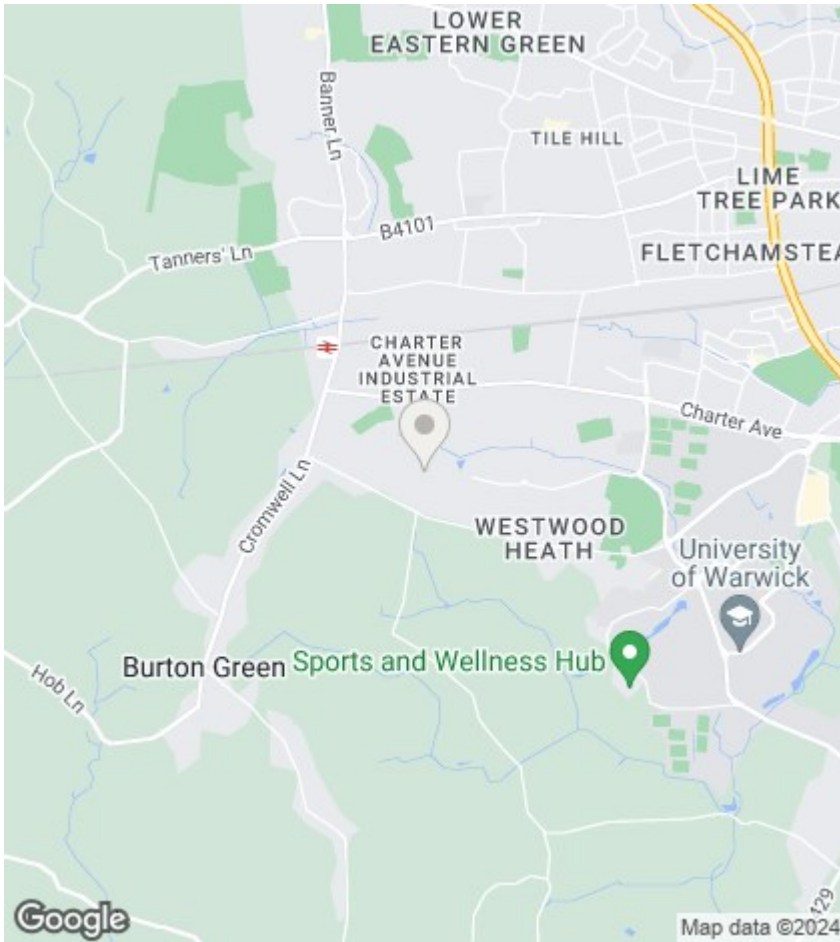 LOWER
EASTERN GREEN
Banner Ln
TILE HILL
LIME
TREE PARK
B4101
Tanners' Ln
FLETCHAMSTEA
CHARTER
AVENUE
INDUSTRIAL
ESTATE
Charter Ave
Cromwell Ln
WESTWOOD
HEATH
University
of Warwick
Burton Green
Sports and Wellness Hub
Hob Ln
429
Google
Map data ©2024